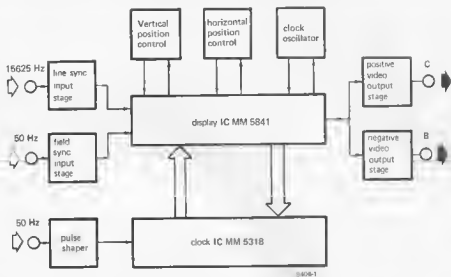 Vertical
position
control
horizontal
position
control
clock
oscillator
15625 Hz
line sync
input
stage
positive
video
output
stage
C
display IC MM 5841
50 Hz
field
sync
input
stage
negative
video
output
stage
B
50 Hz
pulse
shaper
clock IC MM 5318